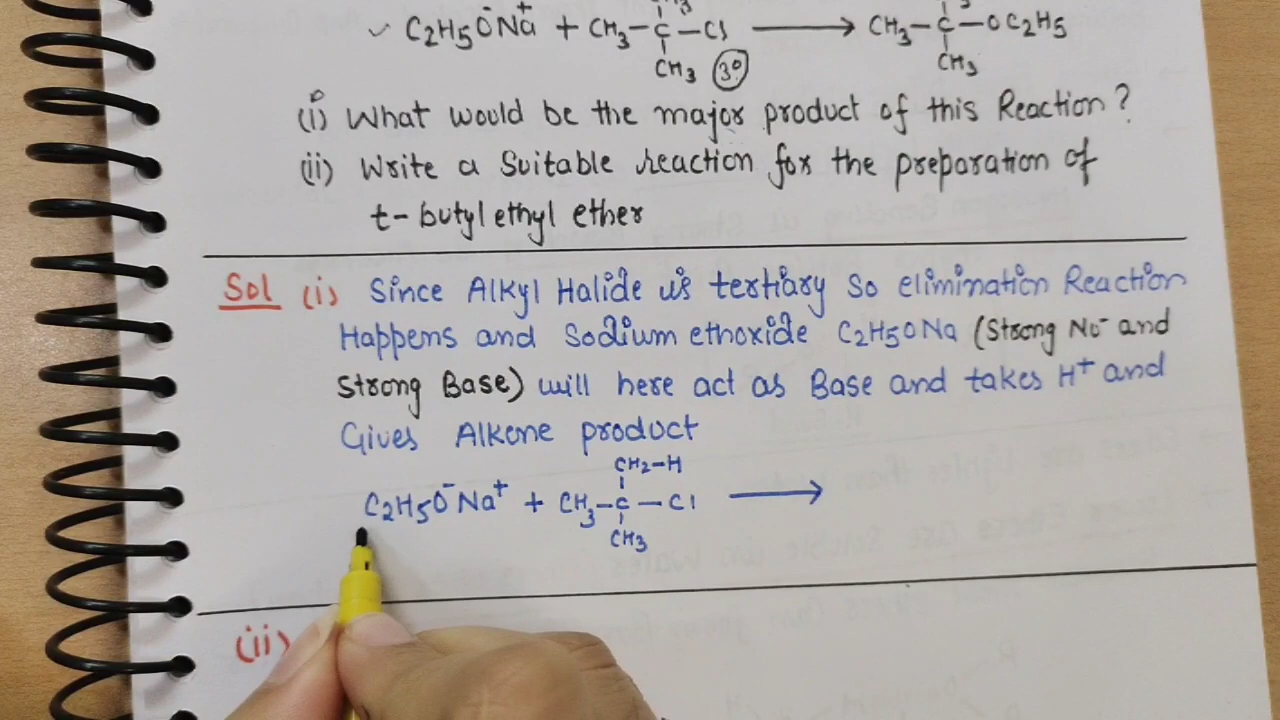 C2H5O⁻Na⁺ + CH3-C-Cl ⟶ CH3-C-OC2H5
CH3 3° CH3
(i) What would be the major product of this Reaction?
(ii) Write a Suitable reaction for the preparation of
t-butylethyl ether
Sol (i) Since Alkyl Halide is tertiary So elimination Reaction
Happens and Sodium ethoxide C2H5ONa (Strong Nu⁻ and
Strong Base) will here act as Base and takes H⁺ and
Gives Alkene product
CH2-H
C2H5O⁻Na⁺ + CH3-C-Cl ⟶
CH3
(ii)